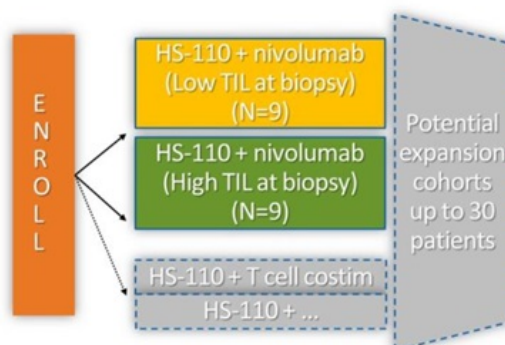 ENROLL
HS-110 + nivolumab
(Low TIL at biopsy)
(N=9)
HS-110 + nivolumab
(High TIL at biopsy)
(N=9)
HS-110 + T cell costim
HS-110 + ...
Potential
expansion
cohorts
up to 30
patients